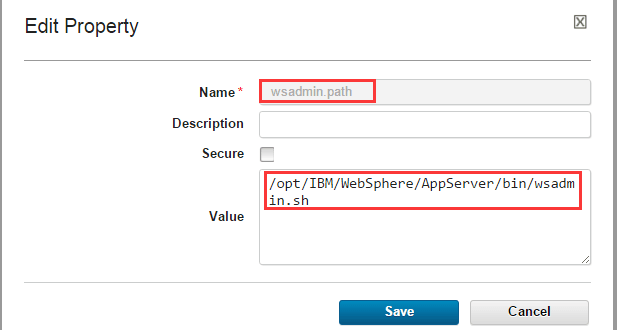 Edit Property
Name * wsadmin.path
Description
Secure
/opt/IBM/WebSphere/AppServer/bin/wsadm
in.sh
Value
Save Cancel